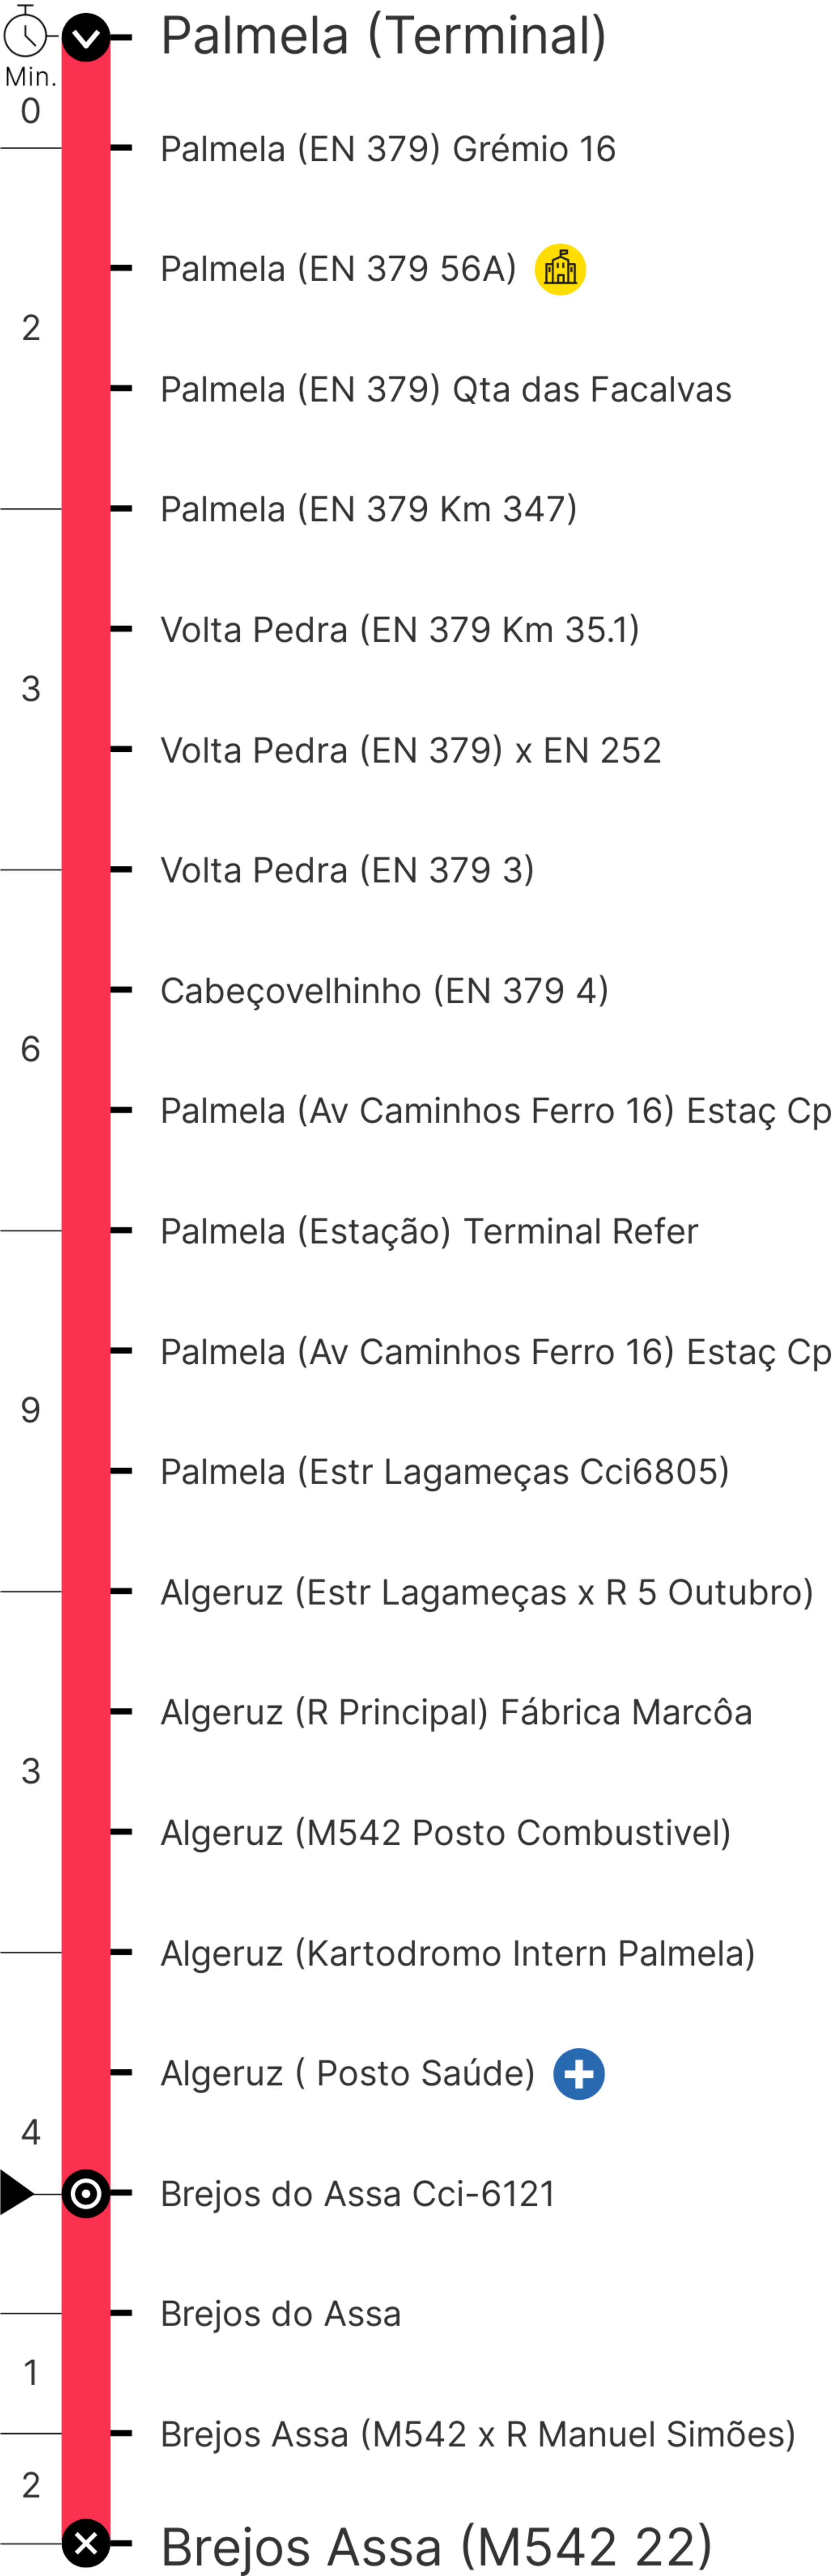 Palmela (Terminal)
Min.
0
Palmela (EN 379) Grémio 16
Palmela (EN 379 56A)
2
Palmela (EN 379) Qta das Facalvas
Palmela (EN 379 Km 347)
Volta Pedra (EN 379 Km 35.1)
3
Volta Pedra (EN 379) x EN 252
Volta Pedra (EN 379 3)
Cabeçovelhinho (EN 379 4)
6
Palmela (Av Caminhos Ferro 16) Estaç Cp
Palmela (Estação) Terminal Refer
Palmela (Av Caminhos Ferro 16) Estaç Cp
9
Palmela (Estr Lagameças Cci6805)
Algeruz (Estr Lagameças x R 5 Outubro)
Algeruz (R Principal) Fábrica Marcôa
3
Algeruz (M542 Posto Combustivel)
Algeruz (Kartodromo Intern Palmela)
Algeruz ( Posto Saúde)
4
Brejos do Assa Cci-6121
Brejos do Assa
1
Brejos Assa (M542 x R Manuel Simões)
2
Brejos Assa (M542 22)